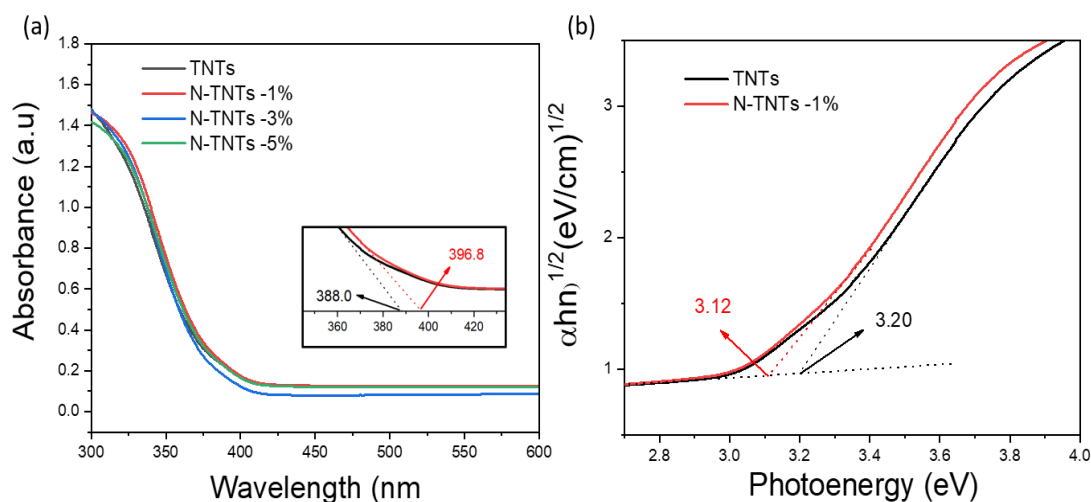 (a)
Absorbance (a.u)
1.8
1.6
1.4
1.2
1.0
0.8
0.6
0.4
0.2
0.0
TNTs
N-TNTs -1%
N-TNTs -3%
N-TNTs -5%
396.8
388.0
360 380 400 420
300 350 400 450 500 550 600
Wavelength (nm
(b)
αhn)1/2(eV/cm)1/2
3
2
1
TNTs
N-TNTs -1%
3.12
3.20
2.8 3.0 3.2 3.4 3.6 3.8 4.0
Photoenergy (eV)